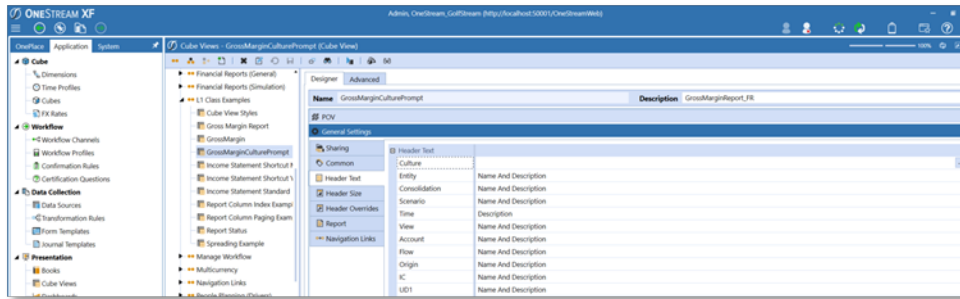 ONESTREAM XF
Admin, OneStream_GolfStream (http://localhost:50001/OneStreamWeb)
OnePlace Application System
Cube Views - GrossMarginCulturePrompt (Cube View)
100%
Cube
Dimensions
Time Profiles
Cubes
FX Rates
Workflow
Workflow Channels
Workflow Profiles
Confirmation Rules
Certification Questions
Data Collection
Data Sources
Transformation Rules
Form Templates
Journal Templates
Presentation
Books
Cube Views
Financial Reports (General)
Financial Reports (Simulation)
L1 Class Examples
Cube View Styles
Gross Margin Report
GrossMargin
GrossMarginCulturePrompt
Income Statement Shortcut
Income Statement Shortcut
Income Statement Standard
Report Column Index Exampl
Report Column Paging Exam
Report Status
Spreading Example
Manage Workflow
Multicurrency
Navigation Links
People Planning (Drivers)
Designer Advanced
Name GrossMarginCulturePrompt Description GrossMarginReport_FR
POV
General Settings
Sharing
Common
Header Text
Header Size
Header Overrides
Report
Navigation Links
Header Text
Culture
Entity Name And Description
Consolidation Name And Description
Scenario Name And Description
Time Description
View Name And Description
Account Name And Description
Flow Name And Description
Origin Name And Description
IC Name And Description
UD1 Name And Description